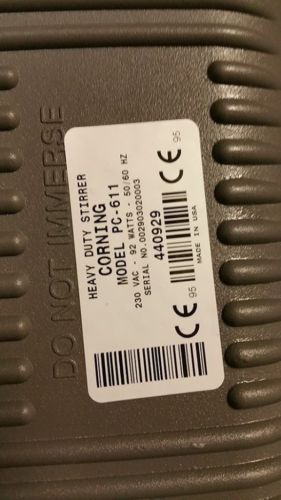 DO NOT IMMERSE
HEAVY DUTY STIRRER
CORNING
MODEL PC-611
230 VAC - 92 WATTS - 50/60 HZ
SERIAL NO.002903020003
440929
MADE IN USA
CE 95
CE 95